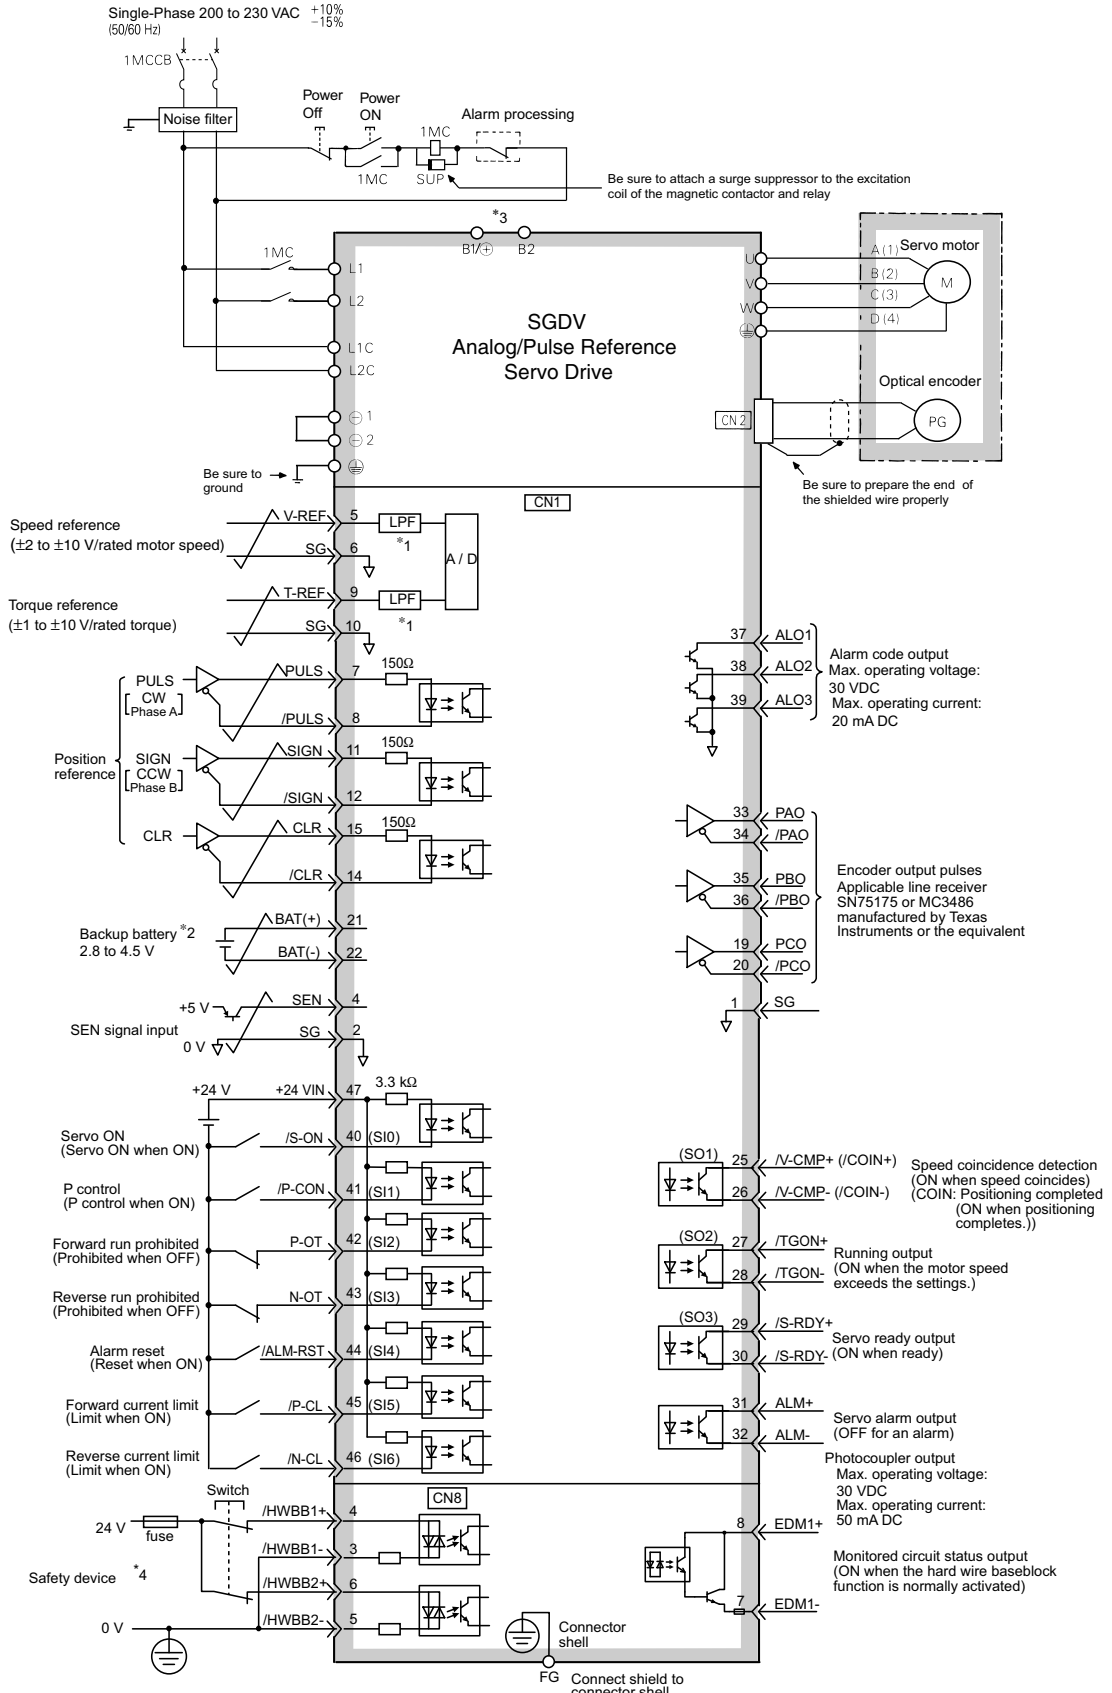 Single-Phase 200 to 230 VAC +10%
−15%
(50/60 Hz)
1MCCB
Noise filter
Power
Off
Power
ON
1MC
Alarm processing
1MC
SUP
Be sure to attach a surge suppressor to the excitation
coil of the magnetic contactor and relay
*3
B1/⊕
B2
1MC
L1
L2
L1C
L2C
⊖ 1
⊖ 2
Be sure to
ground
SGDV
Analog/Pulse Reference
Servo Drive
U
V
W
A (1)
B (2)
C (3)
D (4)
Servo motor
M
Optical encoder
PG
CN 2
Be sure to prepare the end of
the shielded wire properly
CN1
Speed reference
(±2 to ±10 V/rated motor speed)
V-REF 5
SG 6
LPF
*1
A / D
Torque reference
(±1 to ±10 V/rated torque)
T-REF 9
SG 10
LPF
*1
Position
reference
PULS
CW
Phase A
PULS 7
/PULS 8
150Ω
SIGN
CCW
Phase B
SIGN 11
/SIGN 12
150Ω
CLR
CLR 15
/CLR 14
150Ω
Backup battery *2
2.8 to 4.5 V
BAT(+) 21
BAT(-) 22
SEN signal input
+5 V
0 V
SEN 4
SG 2
+24 V
+24 VIN 47
3.3 kΩ
Servo ON
(Servo ON when ON)
/S-ON 40 (SI0)
P control
(P control when ON)
/P-CON 41 (SI1)
Forward run prohibited
(Prohibited when OFF)
P-OT 42 (SI2)
Reverse run prohibited
(Prohibited when OFF)
N-OT 43 (SI3)
Alarm reset
(Reset when ON)
/ALM-RST 44 (SI4)
Forward current limit
(Limit when ON)
/P-CL 45 (SI5)
Reverse current limit
(Limit when ON)
/N-CL 46 (SI6)
37 ALO1
38 ALO2
39 ALO3
Alarm code output
Max. operating voltage:
30 VDC
Max. operating current:
20 mA DC
33 PAO
34 /PAO
35 PBO
36 /PBO
19 PCO
20 /PCO
Encoder output pulses
Applicable line receiver
SN75175 or MC3486
manufactured by Texas
Instruments or the equivalent
1 SG
(SO1)
25 /V-CMP+ (/COIN+)
26 /V-CMP- (/COIN-)
Speed coincidence detection
(ON when speed coincides)
(COIN: Positioning completed
(ON when positioning
completes.))
(SO2)
27 /TGON+
28 /TGON-
Running output
(ON when the motor speed
exceeds the settings.)
(SO3)
29 /S-RDY+
30 /S-RDY-
Servo ready output
(ON when ready)
31 ALM+
32 ALM-
Servo alarm output
(OFF for an alarm)
Photocoupler output
Max. operating voltage:
30 VDC
Max. operating current:
50 mA DC
Switch
CN8
24 V
fuse
Safety device *4
0 V
/HWBB1+ 4
/HWBB1- 3
/HWBB2+ 6
/HWBB2- 5
8 EDM1+
7 EDM1-
Monitored circuit status output
(ON when the hard wire baseblock
function is normally activated)
Connector
shell
FG
Connect shield to
connector shell